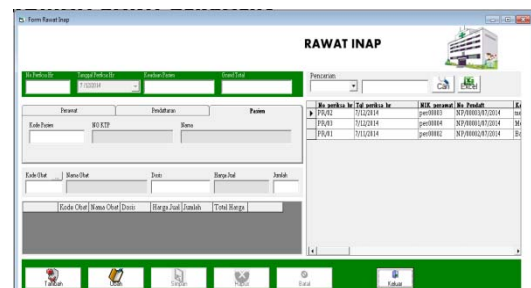 Form Rawat Inap
RAWAT INAP
No Periksa Hr Tanggal Periksa Hr Keadaan Pasien Grand Total
7/12/2014
Pencarian
Cari EXCEL
Perawat Pendaftaran Pasien
Kode Pasien NO KTP Nama
No periksa hr Tgl periksa hr NIK perawat No Pendaft
PR/02 7/12/2014 per00003 NP/00001/07/2014
PR/01 7/12/2014 per00004 NP/00001/07/2014
PR/01 7/11/2014 per00002 NP/00002/07/2014
Kode Obat ... Nama Obat Dosis Harga Jual Jumlah
Kode Obat Nama Obat Dosis Harga Jual Jumlah Total Harga
Tambah Ubah Simpan Hapus Batal Keluar